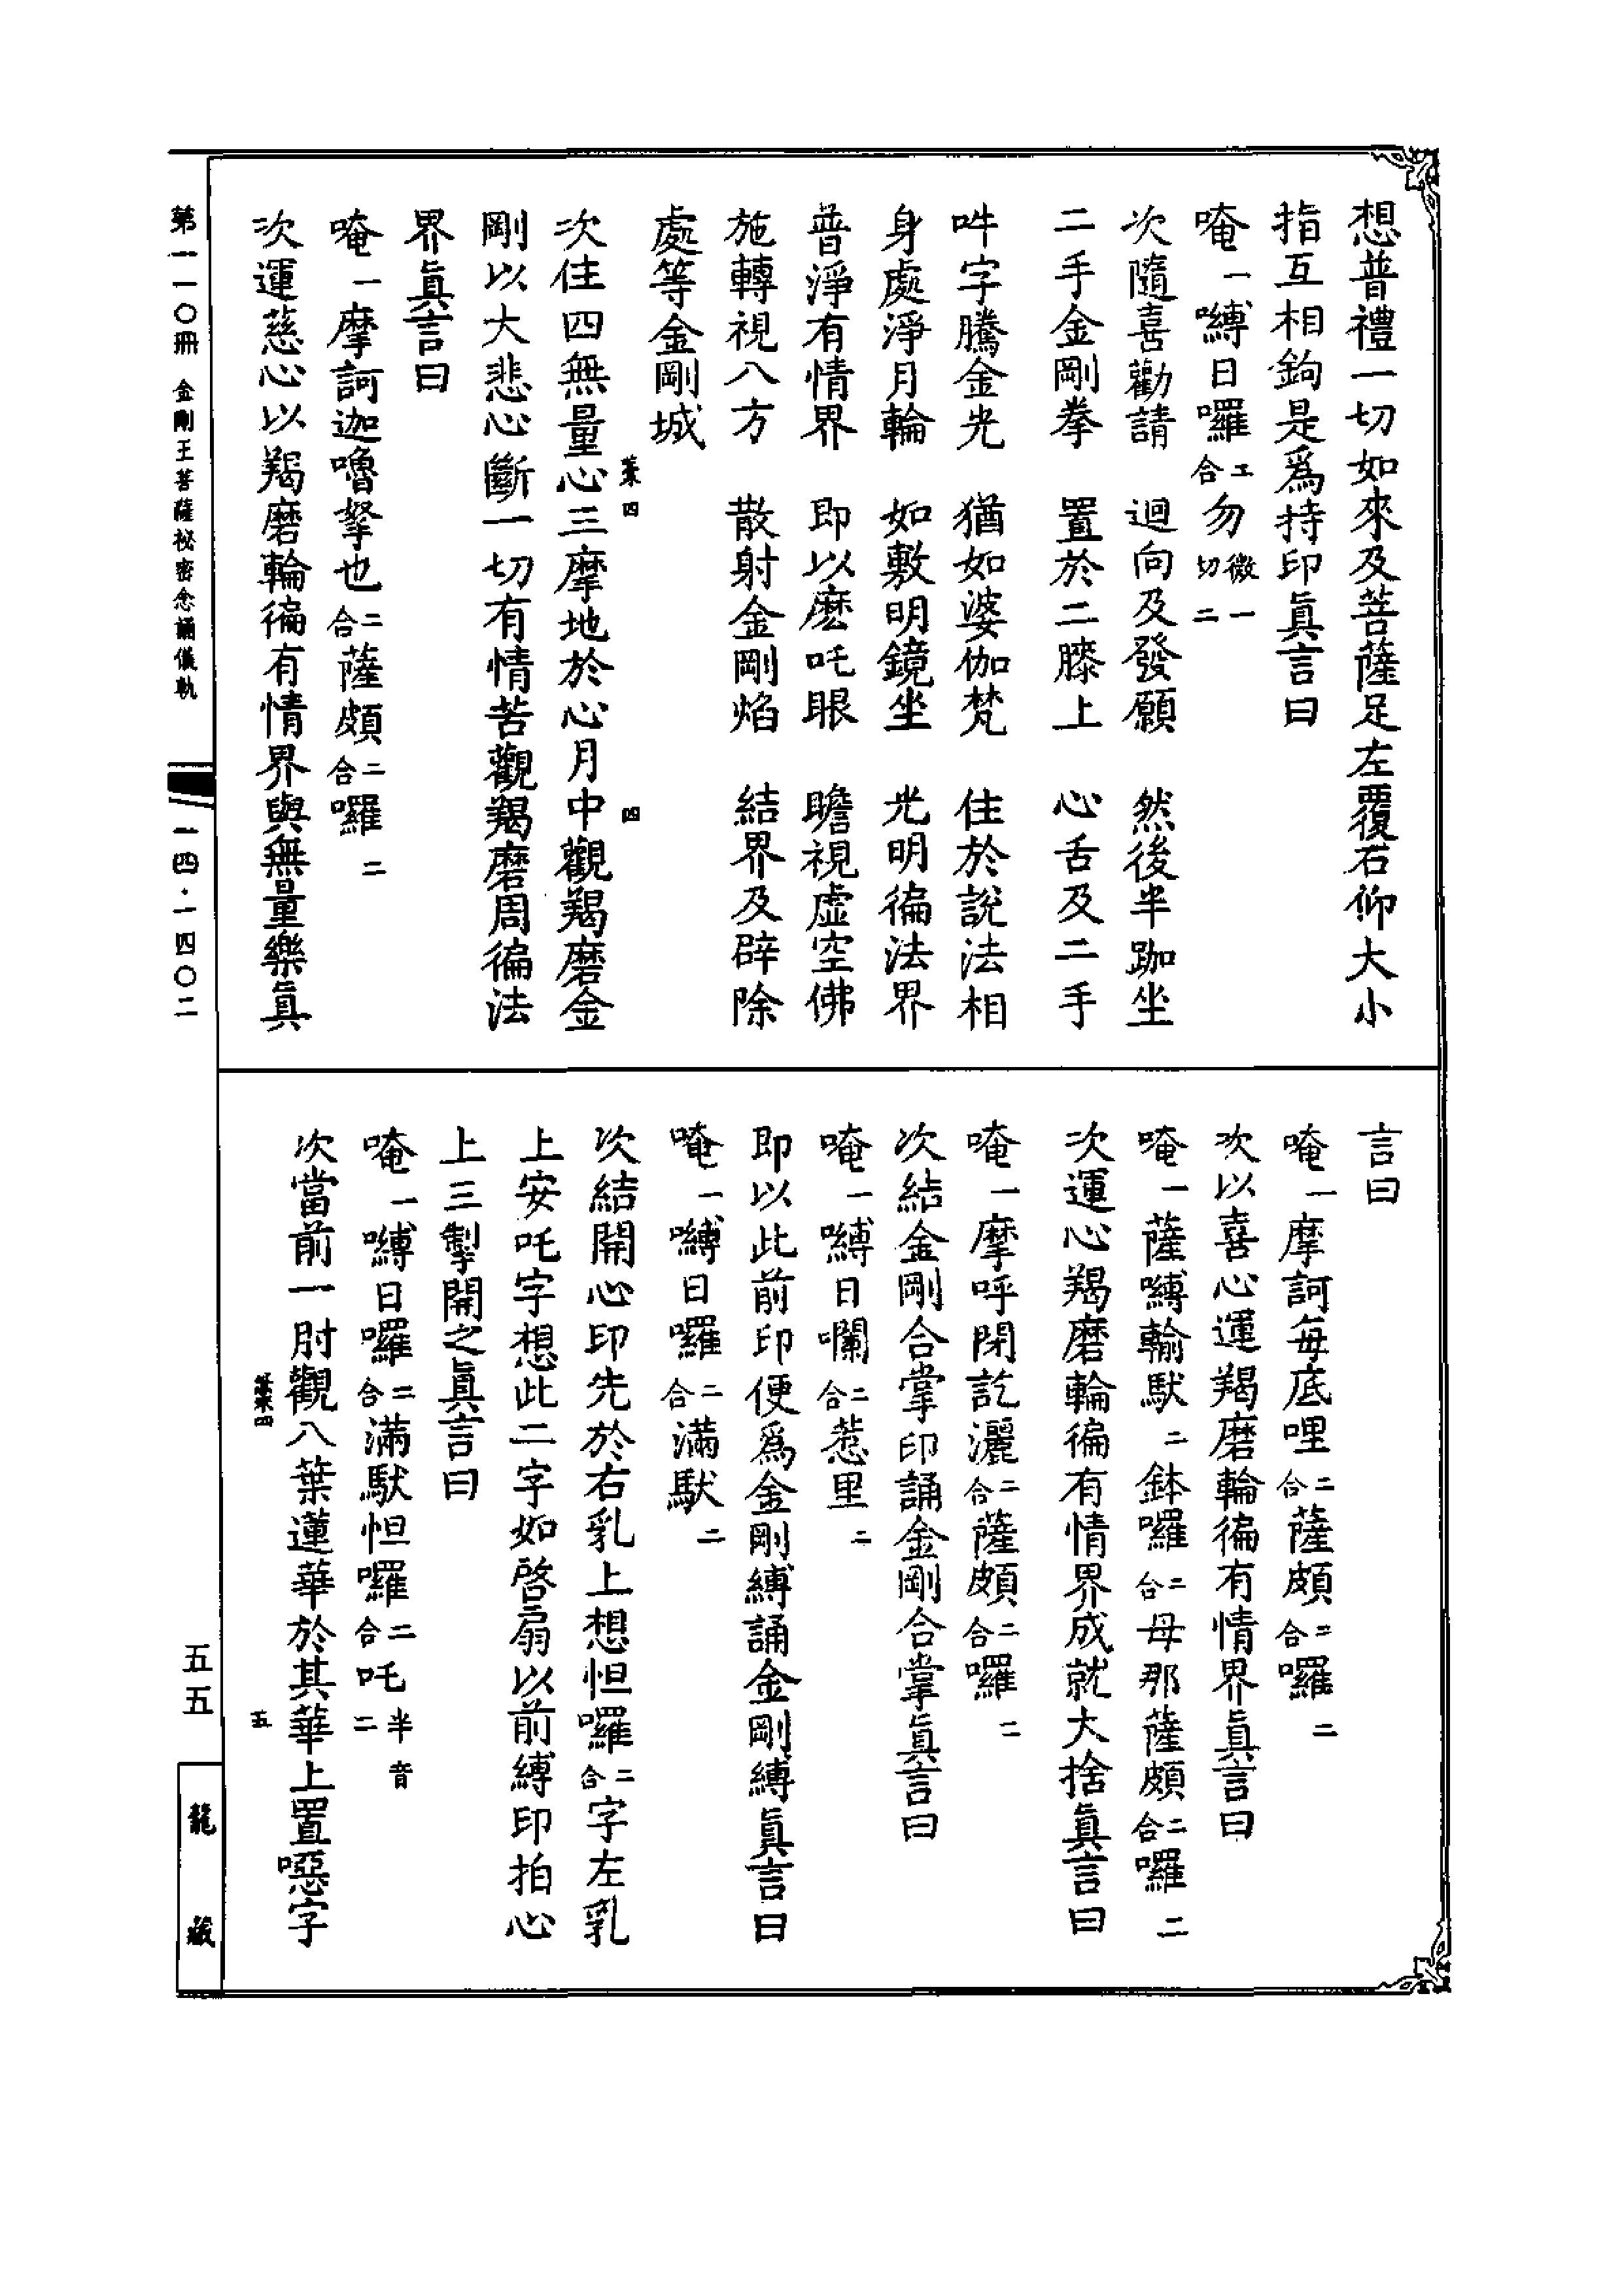 想普禮一切如來及菩薩足左覆右仰大小
指互相鉤是爲持印眞言曰
唵一嚩日囉二合勿微一切二
次隨喜勸請　迴向及發願　然後半跏坐
二手金剛拳　置於二膝上　心舌及二手
吽字騰金光　猶如婆伽梵　住於說法相
身處淨月輪　如敷明鏡坐　光明徧法界
普淨有情界　即以麼吒眼　瞻視虛空佛
施轉視八方　散射金剛焰　結界及辟除
處等金剛城
次住四無量心三摩地於心月中觀羯磨金
剛以大悲心斷一切有情苦觀羯磨周徧法
界眞言曰
唵一摩訶迦嚕拏也二合薩頗二合囉二
次運慈心以羯磨輪徧有情界與無量樂眞
言曰
唵一摩訶每底哩二合薩頗二合囉二
次以喜心運羯磨輪徧有情界眞言曰
唵一薩嚩輸馱二鉢囉二合母那薩頗二合囉二
次運心羯磨輪徧有情界成就大捨眞言曰
唵一摩呼閉訖灑二合薩頗二合囉二
次結金剛合掌印誦金剛合掌眞言曰
唵一嚩日囒二合惹里二
即以此前印便爲金剛縛誦金剛縛眞言曰
唵一嚩日囉二合滿馱二
次結開心印先於右乳上想怛囉二合字左乳
上安吒字想此二字如啓扇以前縛印拍心
上三掣開之眞言曰
唵一嚩日囉二合滿馱怛囉二合吒半音二
次當前一肘觀八葉蓮華於其華上置噁字
第一一〇冊　金剛王菩薩祕密念誦儀軌
一四·一四〇二
五五
龍藏